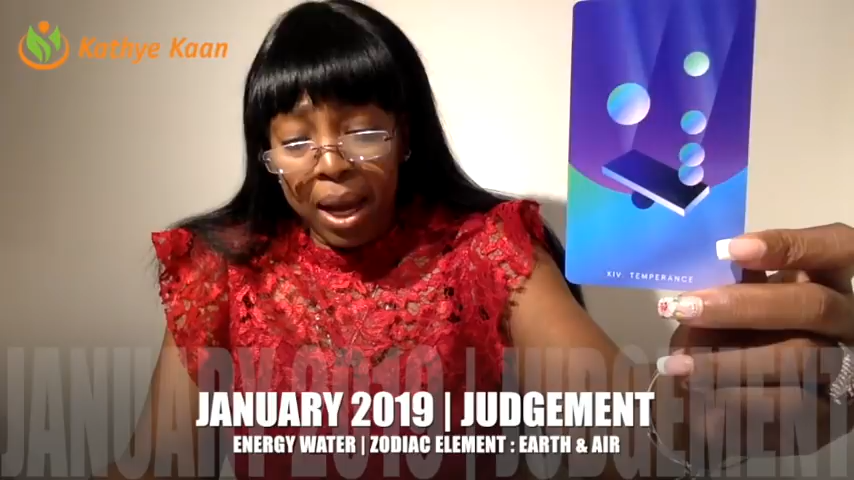 Kathye Kaan
XIV. TEMPERANCE
JANUARY 2019 | JUDGEMENT
JANUARY 2019 | JUDGEMENT
ENERGY WATER | ZODIAC ELEMENT : EARTH & AIR